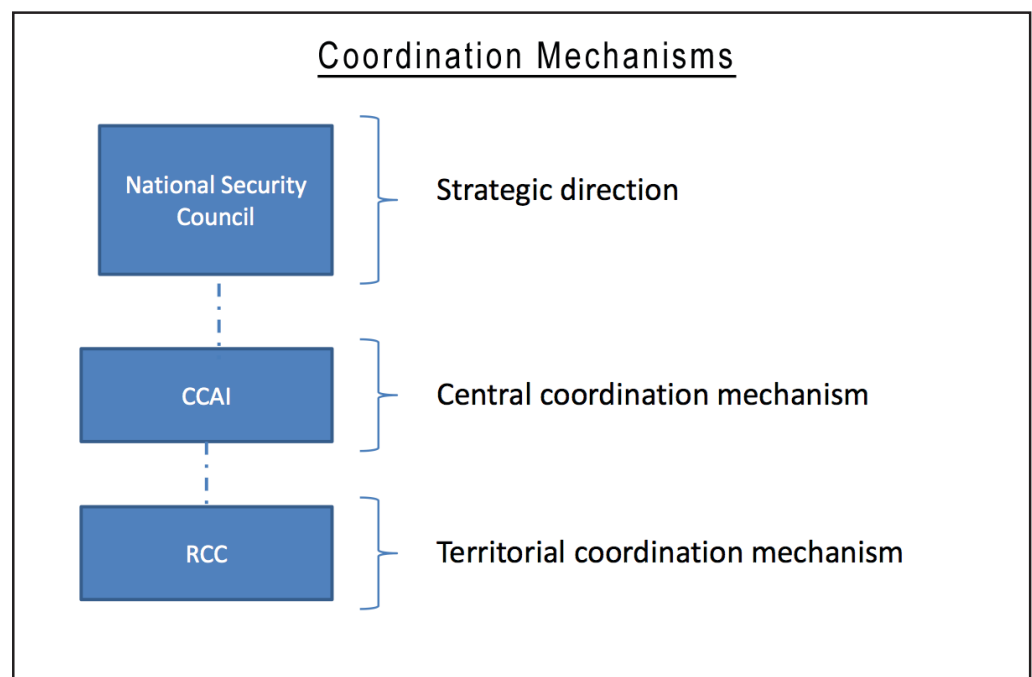 Coordination Mechanisms
National Security
Council
Strategic direction
CCAI
Central coordination mechanism
RCC
Territorial coordination mechanism